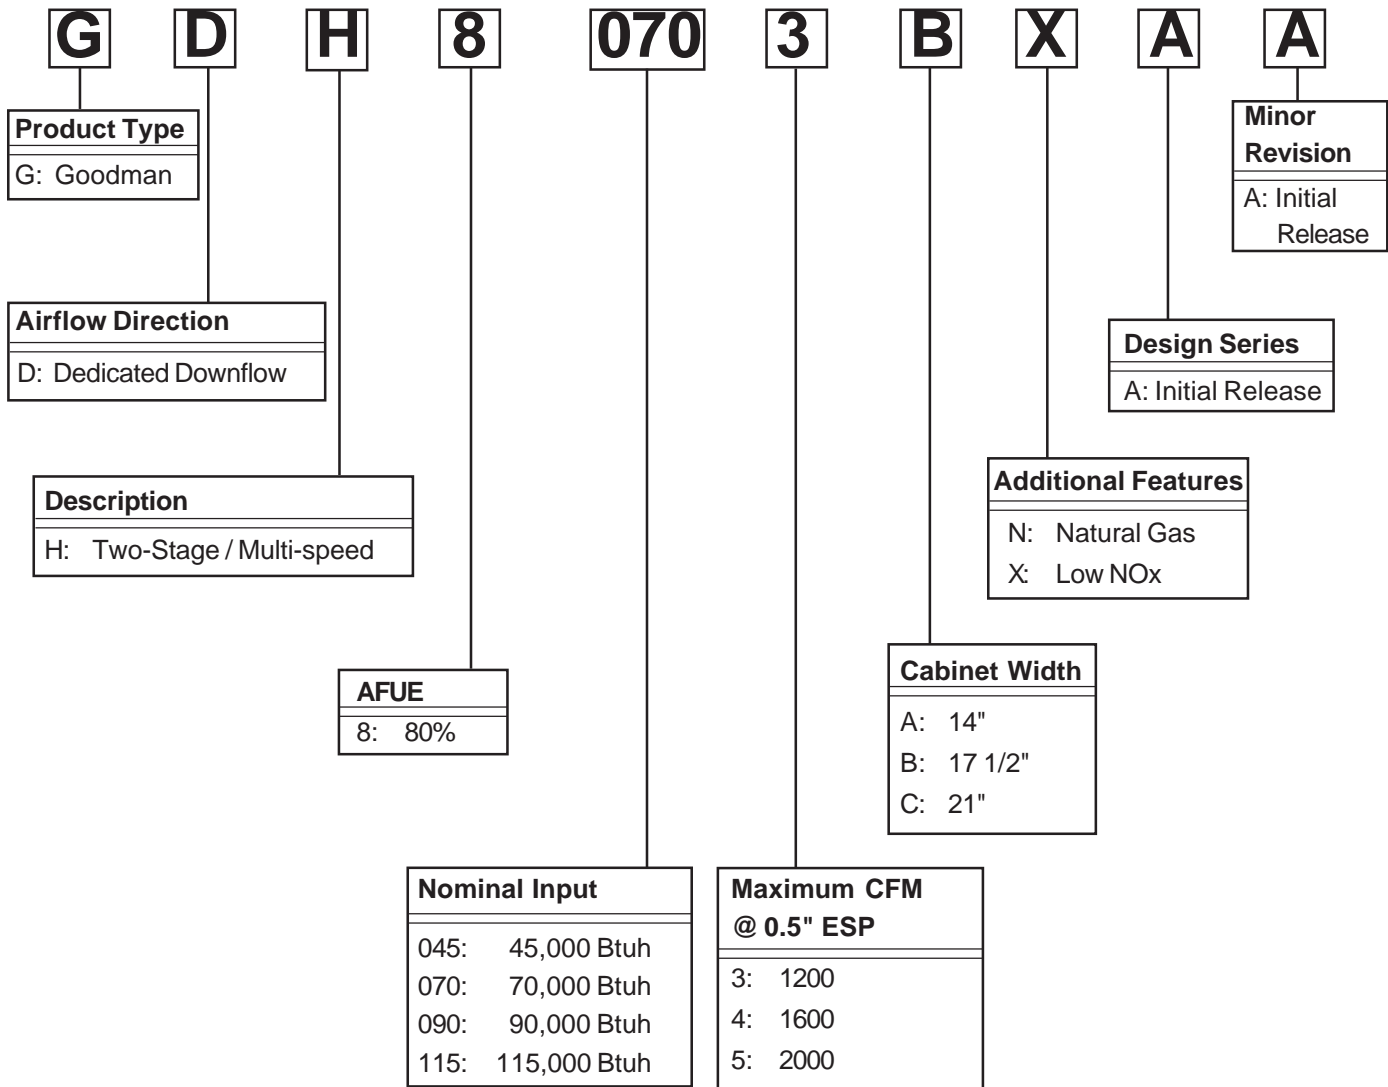 G D H 8 070 3 B X A A
Product Type
G: Goodman
Minor
Revision
A: Initial
Release
Airflow Direction
D: Dedicated Downflow
Design Series
A: Initial Release
Description
H: Two-Stage / Multi-speed
Additional Features
N: Natural Gas
X: Low NOx
AFUE
8: 80%
Cabinet Width
A: 14"
B: 17 1/2"
C: 21"
Nominal Input
045: 45,000 Btuh
070: 70,000 Btuh
090: 90,000 Btuh
115: 115,000 Btuh
Maximum CFM
@ 0.5" ESP
3: 1200
4: 1600
5: 2000